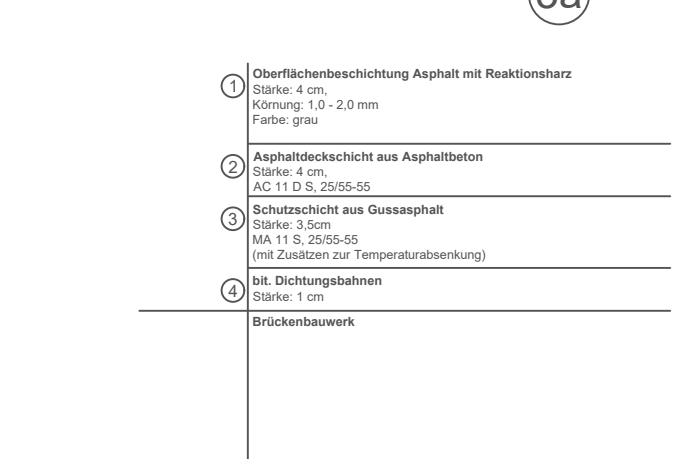 1
Oberflächenbeschichtung Asphalt mit Reaktionsharz
Stärke: 4 cm,
Körnung: 1,0 - 2,0 mm
Farbe: grau
2
Asphaltdeckschicht aus Asphaltbeton
Stärke: 4 cm,
AC 11 D S, 25/55-55
3
Schutzschicht aus Gussasphalt
Stärke: 3,5cm
MA 11 S, 25/55-55
(mit Zusätzen zur Temperaturabsenkung)
4
bit. Dichtungsbahnen
Stärke: 1 cm
Brückenbauwerk